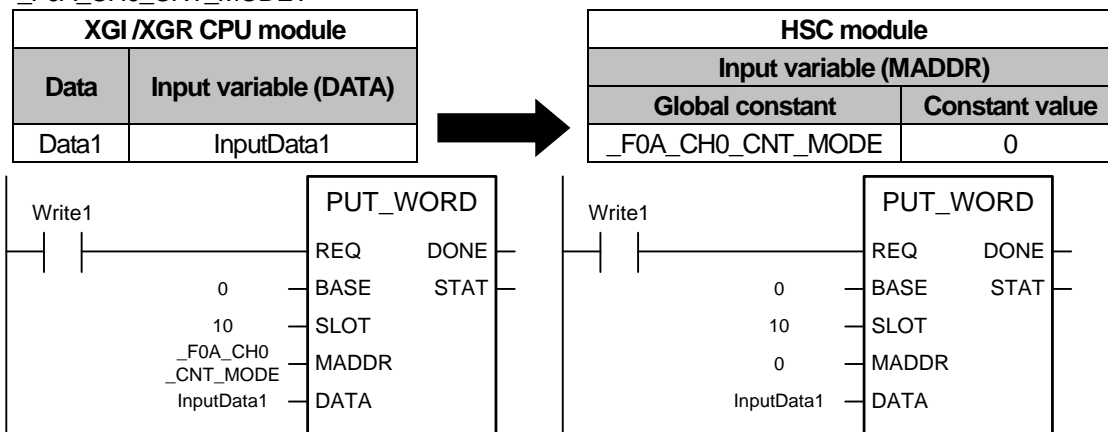 XGI /XGR CPU module
Data Input variable (DATA)
Data1 InputData1
HSC module
Input variable (MADDR)
Global constant Constant value
_F0A_CH0_CNT_MODE 0
Write1
PUT_WORD
REQ DONE
0 BASE STAT
10 SLOT
_F0A_CH0
_CNT_MODE
MADDR
InputData1 DATA
Write1
PUT_WORD
REQ DONE
0 BASE STAT
10 SLOT
0 MADDR
InputData1 DATA